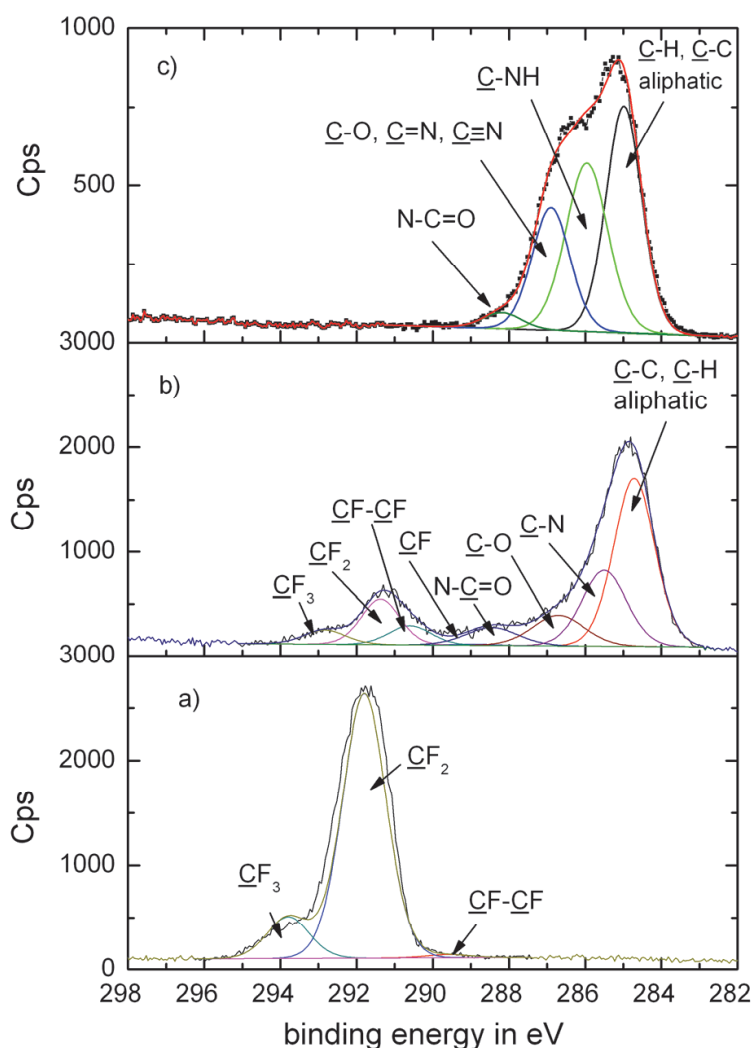 1000
c)
C-H, C-C
aliphatic
C-NH
C-O, C=N, C≡N
Cps
500
N-C=O
3000
b)
C-C, C-H
aliphatic
2000
CF-CF
C-N
CF
CF2
C-O
1000
N-C=O
CF3
3000
a)
CF2
2000
Cps
1000
CF3
CF-CF
0
298 296 294 292 290 288 286 284 282
binding energy in eV